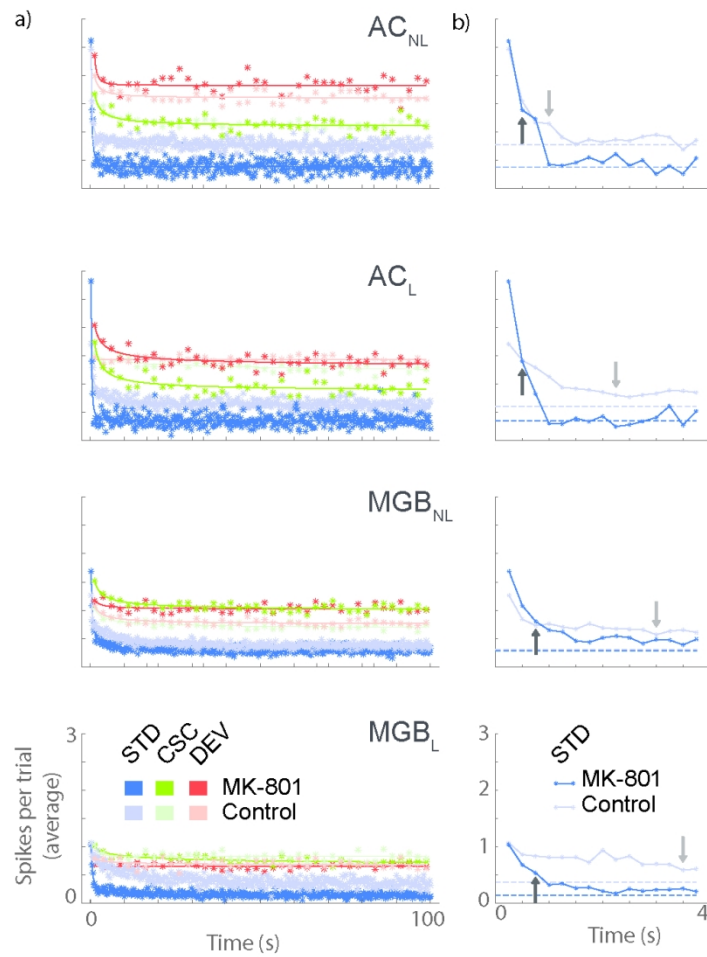 a)
AC_NL
b)
AC_L
MGB_NL
MGB_L
3
STD
CSC
DEV
MK-801
Control
Spikes per trial
(average)
0
0
100
Time (s)
3
STD
MK-801
Control
2
1
0
0
4
Time (s)